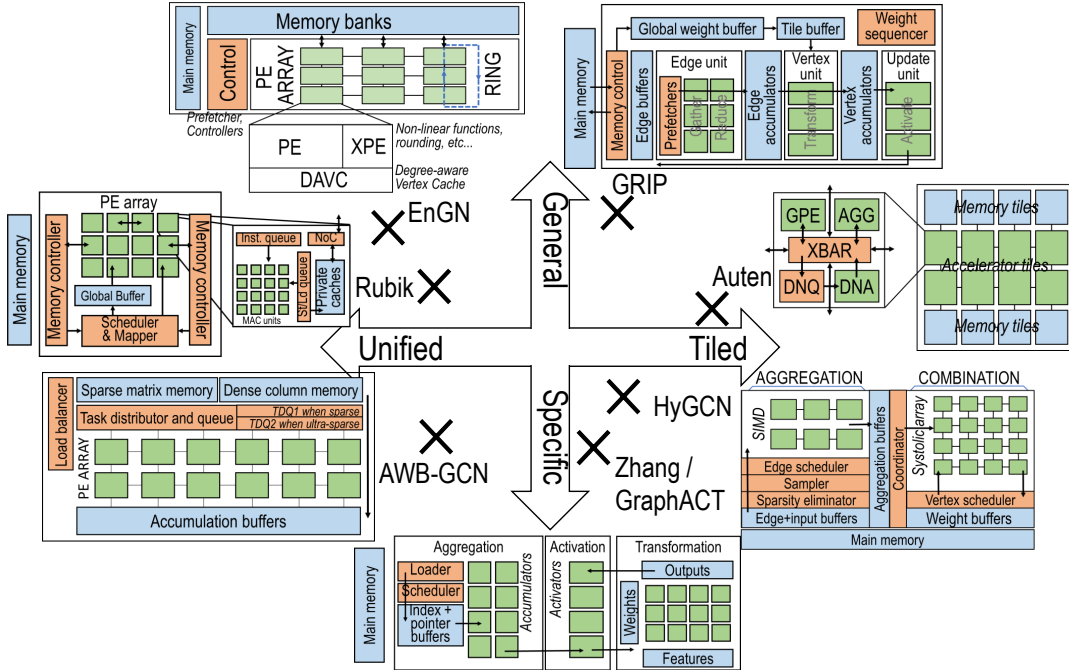 Main memory
Memory banks
Control
PE
ARRAY
RING
Prefetcher,
Controllers
PE
XPE
DAVC
Non-linear functions,
rounding, etc...
Degree-aware
Vertex Cache
Main memory
Memory control
Global weight buffer
Tile buffer
Weight
sequencer
Edge buffers
Edge unit
Prefetchers
Gather
Reduce
Edge
accumulators
Vertex
unit
Transform
Vertex
accumulators
Update
unit
Activate
Main memory
PE array
Memory controller
Global Buffer
Scheduler
& Mapper
Memory controller
Inst. queue
NoC
MAC units
St/Ld queue
Private
caches
EnGN
Rubik
GRIP
Auten
General
Unified
Tiled
Specific
AWB-GCN
HyGCN
Zhang /
GraphACT
GPE
AGG
XBAR
DNQ
DNA
Memory tiles
Accelerator tiles
Memory tiles
Load balancer
Sparse matrix memory
Dense column memory
Task distributor and queue
TDQ1 when sparse
TDQ2 when ultra-sparse
PE ARRAY
Accumulation buffers
AGGREGATION
COMBINATION
SIMD
Edge scheduler
Sampler
Sparsity eliminator
Edge+input buffers
Aggregation buffers
Coordinator
Systolic array
Vertex scheduler
Weight buffers
Main memory
Main memory
Aggregation
Loader
Scheduler
Index +
pointer
buffers
Accumulators
Activation
Activators
Transformation
Outputs
Weights
Features